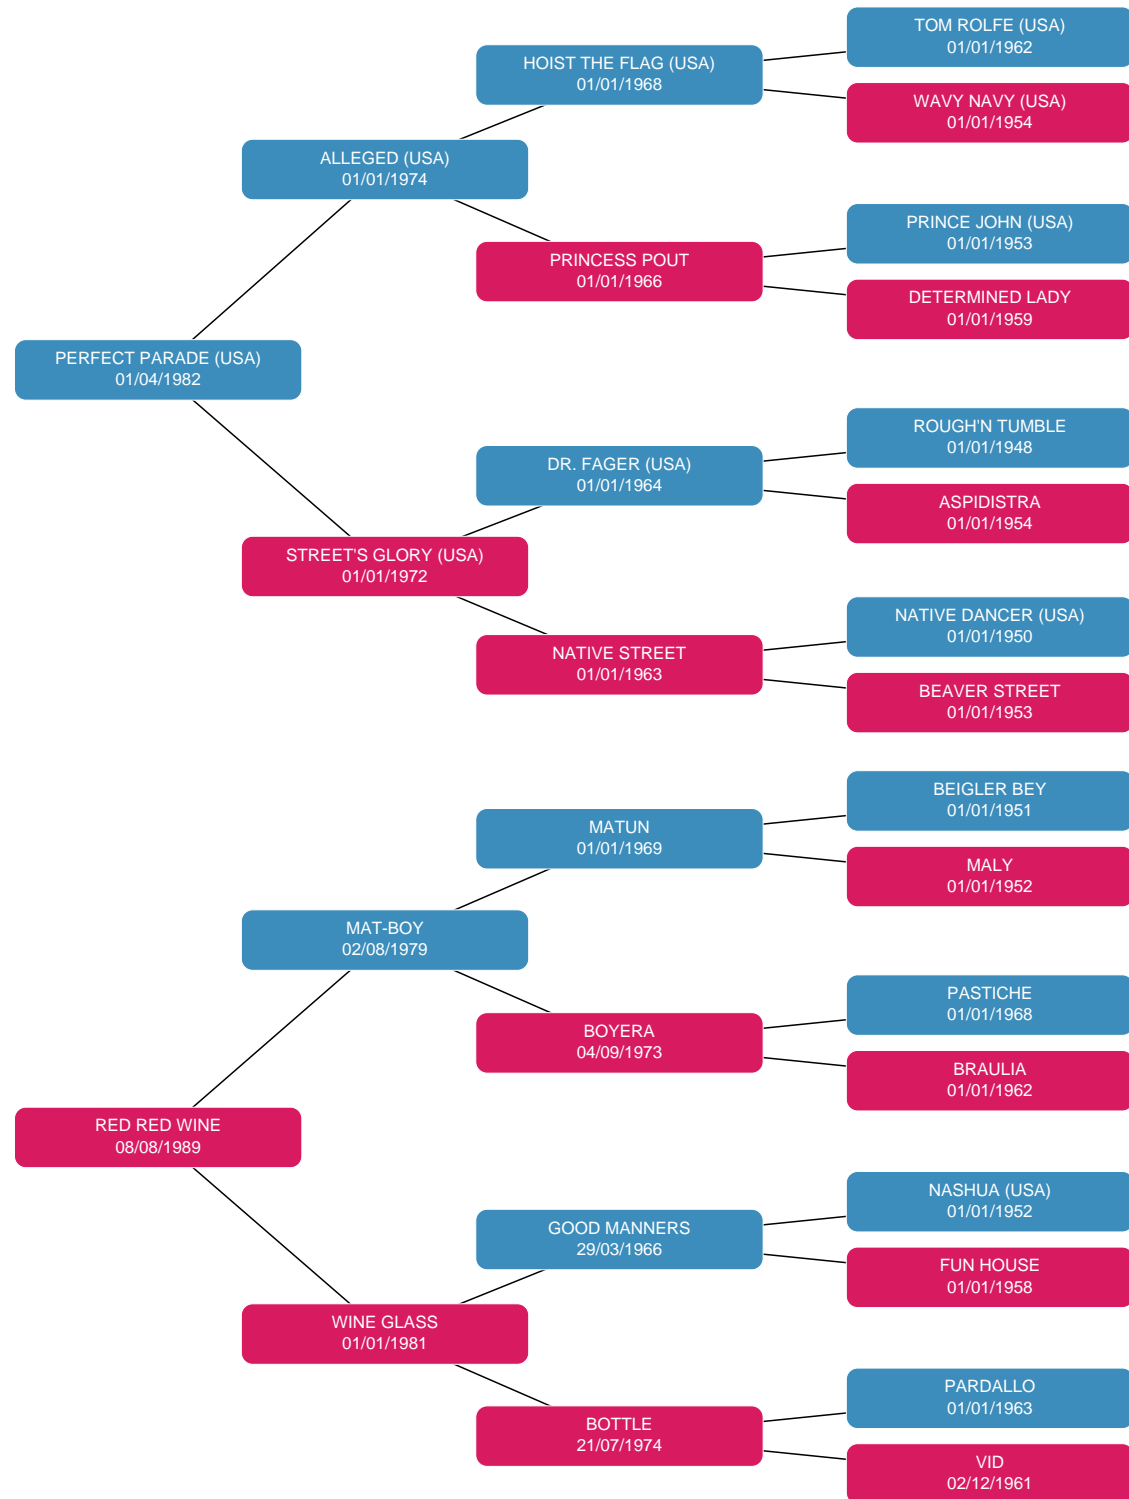 TOM ROLFE (USA)
01/01/1962
HOIST THE FLAG (USA)
01/01/1968
WAVY NAVY (USA)
01/01/1954
ALLEGED (USA)
01/01/1974
PRINCE JOHN (USA)
01/01/1953
PRINCESS POUT
01/01/1966
DETERMINED LADY
01/01/1959
PERFECT PARADE (USA)
01/04/1982
ROUGH'N TUMBLE
01/01/1948
DR. FAGER (USA)
01/01/1964
ASPIDISTRA
01/01/1954
STREET'S GLORY (USA)
01/01/1972
NATIVE DANCER (USA)
01/01/1950
NATIVE STREET
01/01/1963
BEAVER STREET
01/01/1953
BEIGLER BEY
01/01/1951
MATUN
01/01/1969
MALY
01/01/1952
MAT-BOY
02/08/1979
PASTICHE
01/01/1968
BOYERA
04/09/1973
BRAULIA
01/01/1962
RED RED WINE
08/08/1989
NASHUA (USA)
01/01/1952
GOOD MANNERS
29/03/1966
FUN HOUSE
01/01/1958
WINE GLASS
01/01/1981
PARDALLO
01/01/1963
BOTTLE
21/07/1974
VID
02/12/1961